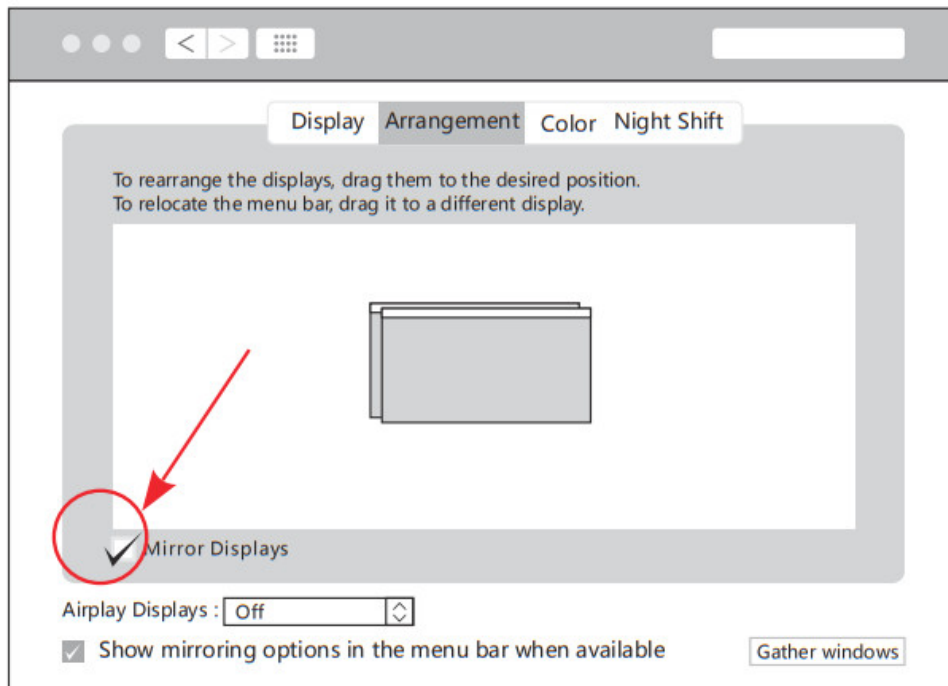 Display Arrangement Color Night Shift
To rearrange the displays, drag them to the desired position.
To relocate the menu bar, drag it to a different display.
Mirror Displays
Airplay Displays : Off
Show mirroring options in the menu bar when available
Gather windows